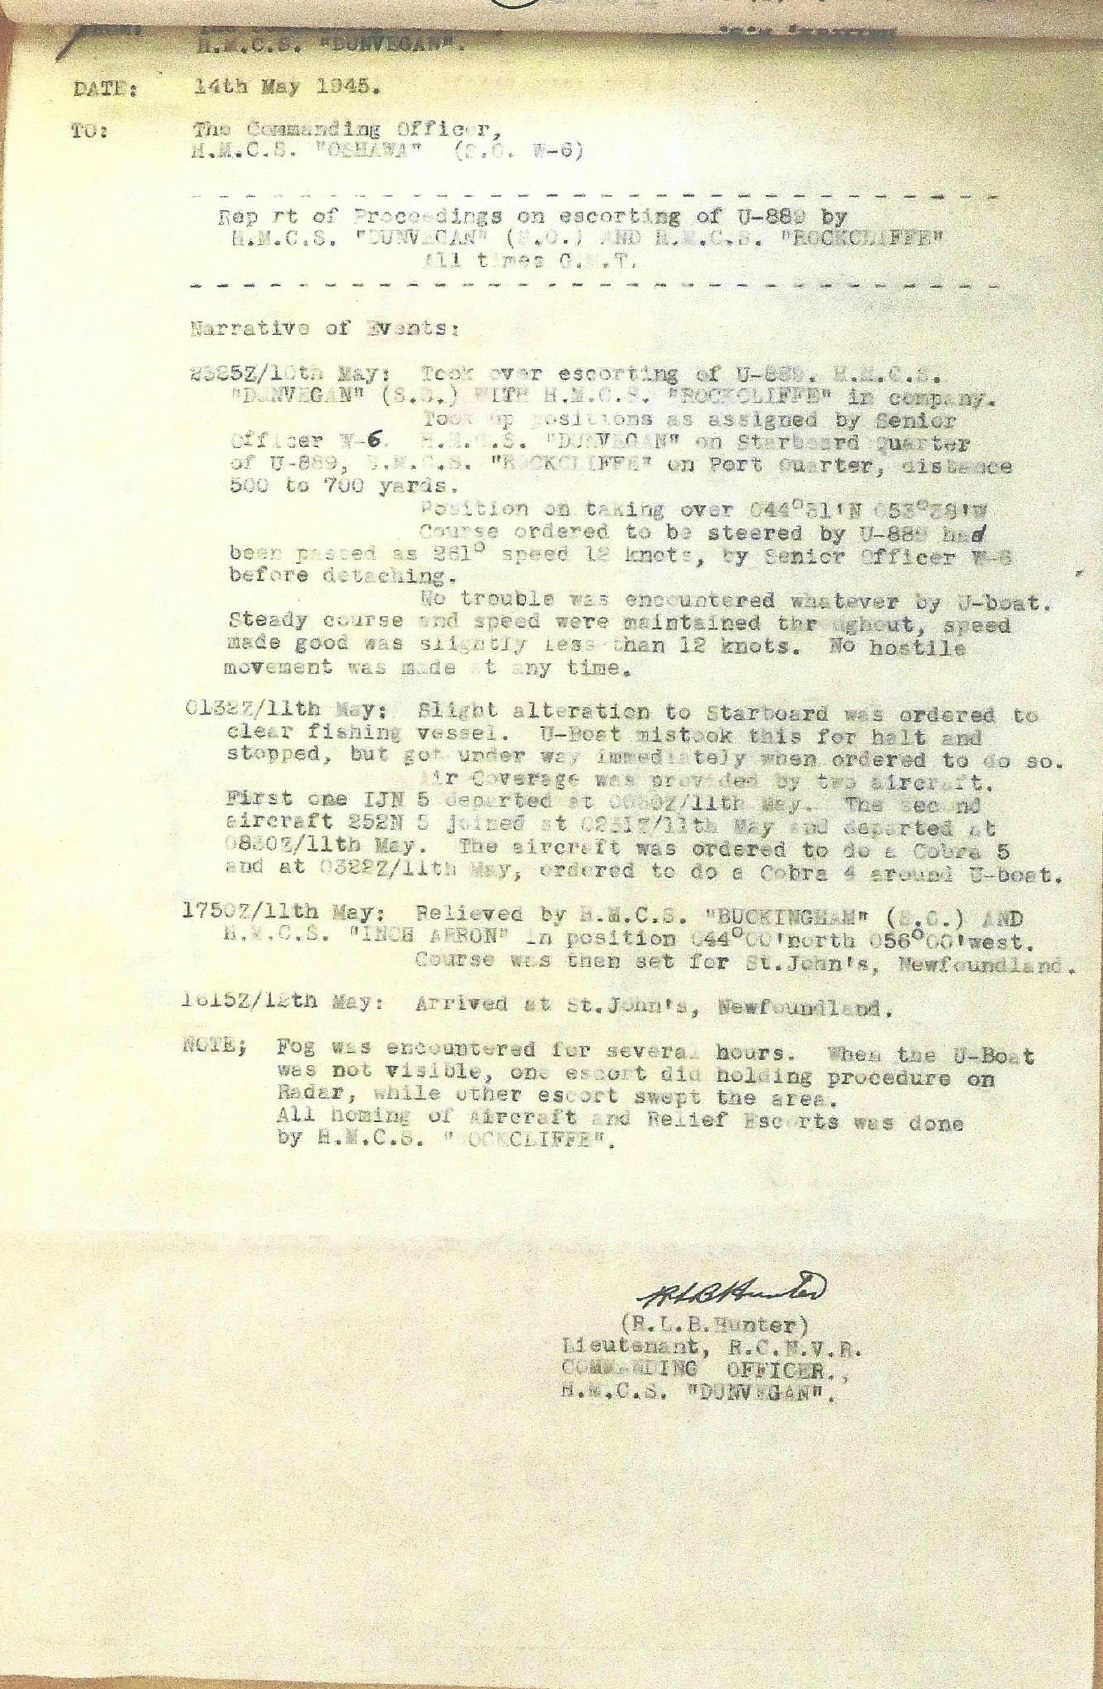 FROM: The
H.M.C.S. "DUNVEGAN".
DATE: 14th May 1945.
TO: The Commanding Officer,
H.M.C.S. "OSHAWA" (S.O. W-6)
Report of Proceedings on escorting of U-889 by
H.M.C.S. "DUNVEGAN" (S.O.) AND H.M.C.S. "ROCKCLIFFE"
All times G.M.T.
Narrative of Events:
/10th May: Took over escorting of U-889. H.M.C.S.
"DUNVEGAN" (S.O.) WITH H.M.C.S. "ROCKCLIFFE" in company.
Took up positions as assigned by Senior
Officer W-6. H.M.C.S. "DUNVEGAN" on Starboard Quarter
of U-889, H.M.C.S. "ROCKCLIFFE" on Port Quarter, distance
500 to 700 yards.
Position on taking over
Course ordered to be steered by U-889 had
been passed as 281° speed 12 knots, by Senior Officer W-6
before detaching.
No trouble was encountered whatever by U-boat.
Steady course and speed were maintained throughout, speed
made good was slightly less than 12 knots. No hostile
movement was made at any time.
/11th May: Slight alteration to Starboard was ordered to
clear fishing vessel. U-Boat mistook this for halt and
stopped, but got under way immediately when ordered to do so.
Air Coverage was provided by two aircraft.
First one IJN 5 departed at /11th May. The second
aircraft 252N 5 joined at /11th May and departed at
0830Z/11th May. The aircraft was ordered to do a Cobra 5
and at 0322Z/11th May, ordered to do a Cobra 4 around U-boat.
1750Z/11th May: Relieved by H.M.C.S. "BUCKINGHAM" (S.O.) AND
H.M.C.S. "INCH ARRON" in position 044°00'north 056°00'west.
Course was then set for St.John's, Newfoundland.
1615Z/12th May: Arrived at St.John's, Newfoundland.
NOTE; Fog was encountered for several hours. When the U-Boat
was not visible, one escort did holding procedure on
Radar, while other escort swept the area.
All homing of Aircraft and Relief Escorts was done
by H.M.C.S. "ROCKCLIFFE".
RLBHunter
(R.L.B.Hunter)
Lieutenant, R.C.N.V.R.
COMMANDING OFFICER.,
H.M.C.S. "DUNVEGAN".